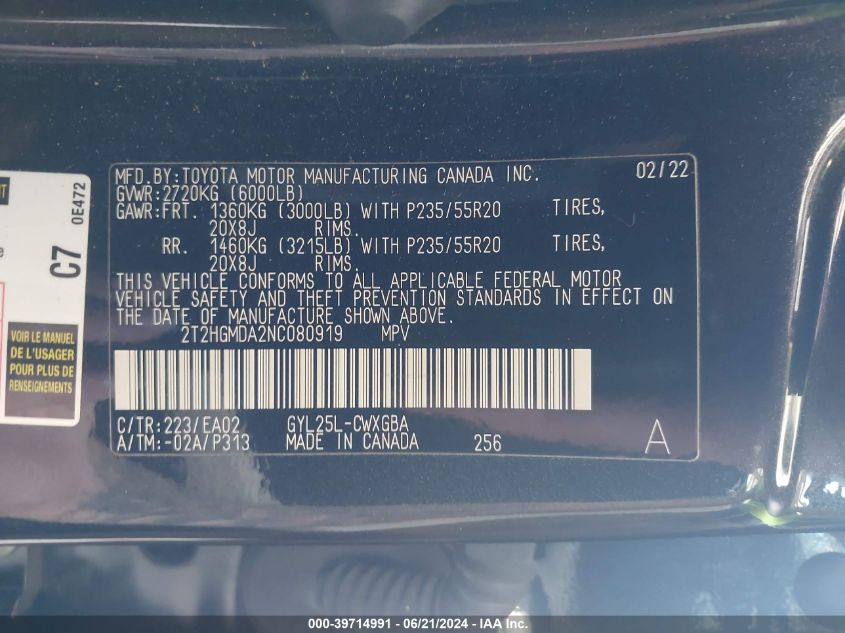 MFD.BY:TOYOTA MOTOR MANUFACTURING CANADA INC. 02/22
GVWR:2720KG (6000LB)
GAWR:FRT. 1360KG (3000LB) WITH P235/55R20 TIRES,
20X8J RIMS.
RR. 1460KG (3215LB) WITH P235/55R20 TIRES,
20X8J RIMS.
THIS VEHICLE CONFORMS TO ALL APPLICABLE FEDERAL MOTOR
VEHICLE SAFETY AND THEFT PREVENTION STANDARDS IN EFFECT ON
THE DATE OF MANUFACTURE SHOWN ABOVE.
2T2HGMDA2NC080919 MPV
C/TR:223/EA02 GYL25L-CWXGBA
A/TM:-02A/P313 MADE IN CANADA 256 A
C7 0E472
VOIR LE MANUEL
DE L'USAGER
POUR PLUS DE
RENSEIGNEMENTS
000-39714991 - 06/21/2024 - IAA Inc.